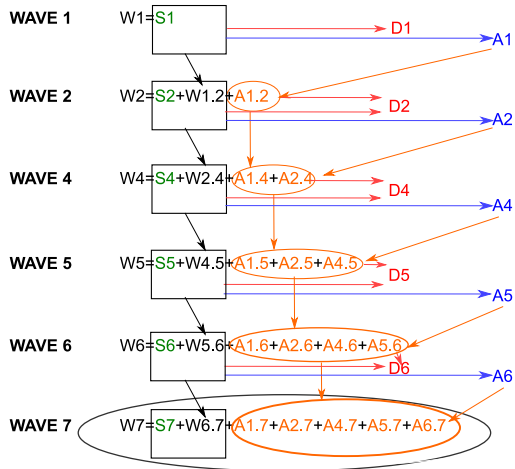 WAVE 1 W1=S1
D1
A1
WAVE 2 W2=S2+W1.2+A1.2
D2
A2
WAVE 4 W4=S4+W2.4+A1.4+A2.4
D4
A4
WAVE 5 W5=S5+W4.5+A1.5+A2.5+A4.5
D5
A5
WAVE 6 W6=S6+W5.6+A1.6+A2.6+A4.6+A5.6
D6
A6
WAVE 7 W7=S7+W6.7+A1.7+A2.7+A4.7+A5.7+A6.7